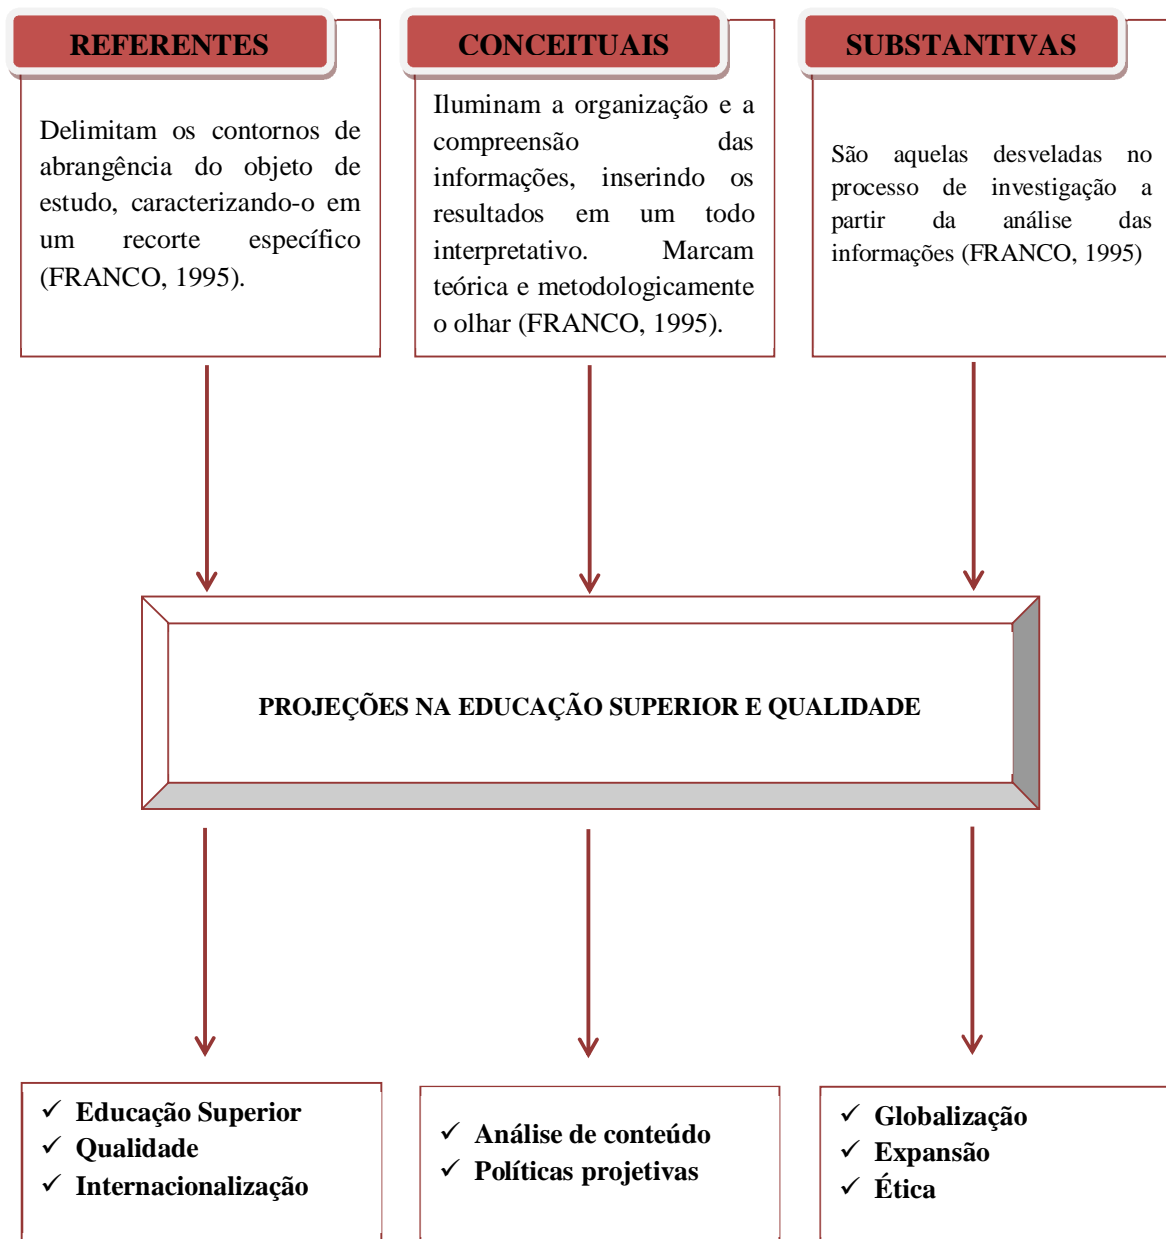 REFERENTES
Delimitam os contornos de
abrangência do objeto de
estudo, caracterizando-o em
um recorte específico
(FRANCO, 1995).
CONCEITUAIS
Iluminam a organização e a
compreensão das
informações, inserindo os
resultados em um todo
interpretativo. Marcam
teórica e metodologicamente
o olhar (FRANCO, 1995).
SUBSTANTIVAS
São aquelas desveladas no
processo de investigação a
partir da análise das
informações (FRANCO, 1995)
PROJEÇÕES NA EDUCAÇÃO SUPERIOR E QUALIDADE
✓ Educação Superior
✓ Qualidade
✓ Internacionalização
✓ Análise de conteúdo
✓ Políticas projetivas
✓ Globalização
✓ Expansão
✓ Ética